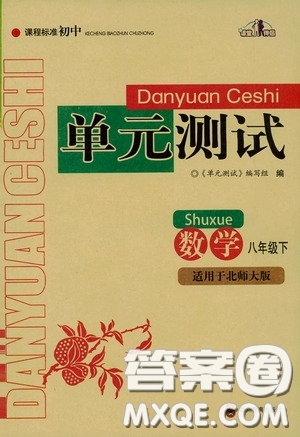 课程标准初中 KECHENG BIAOZHUN CHUZHONG
DANYUAN CESHI
Danyuan Ceshi
单元测试
◎《单元测试》编写组 编
Shuxue
数学 八年级下
适用于北师大版
答案卷
MXQE.COM